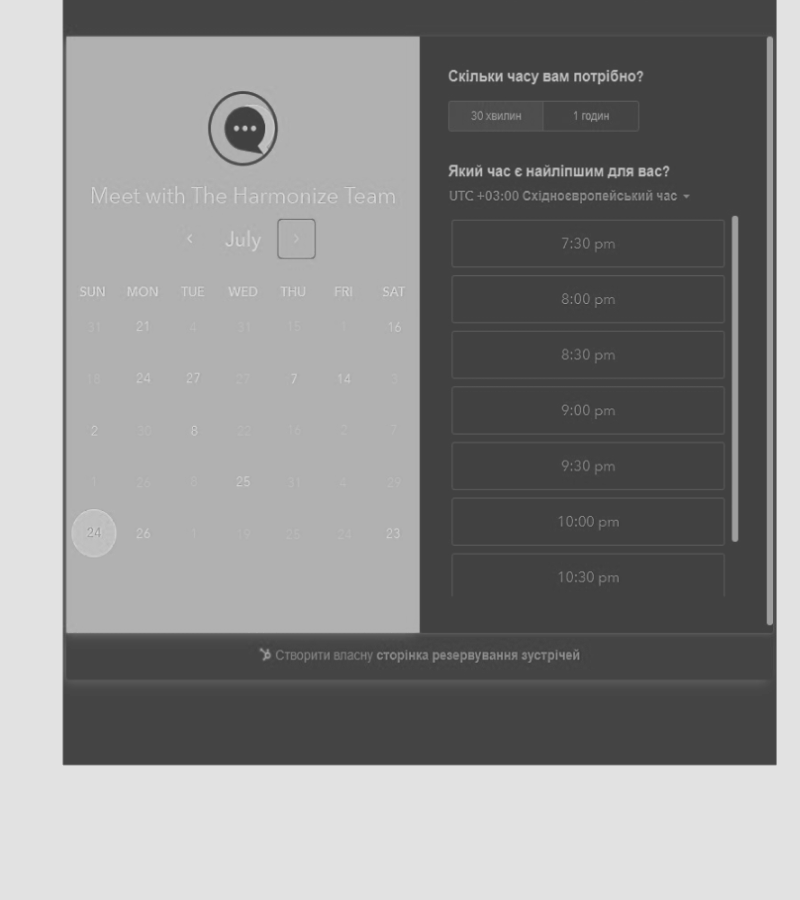 Meet with The Harmonize Team
July
SUN MON TUE WED THU FRI SAT
31 21 4 31 15 1 16
18 24 27 27 7 14 3
2 30 8 22 16 2 7
1 26 8 25 31 4 29
24 26 1 19 25 24 23
Скільки часу вам потрібно?
30 хвилин 1 годин
Який час є найліпшим для вас?
UTC +03:00 Східноєвропейський час
7:30 pm
8:00 pm
8:30 pm
9:00 pm
9:30 pm
10:00 pm
10:30 pm
Створити власну сторінка резервування зустрічей